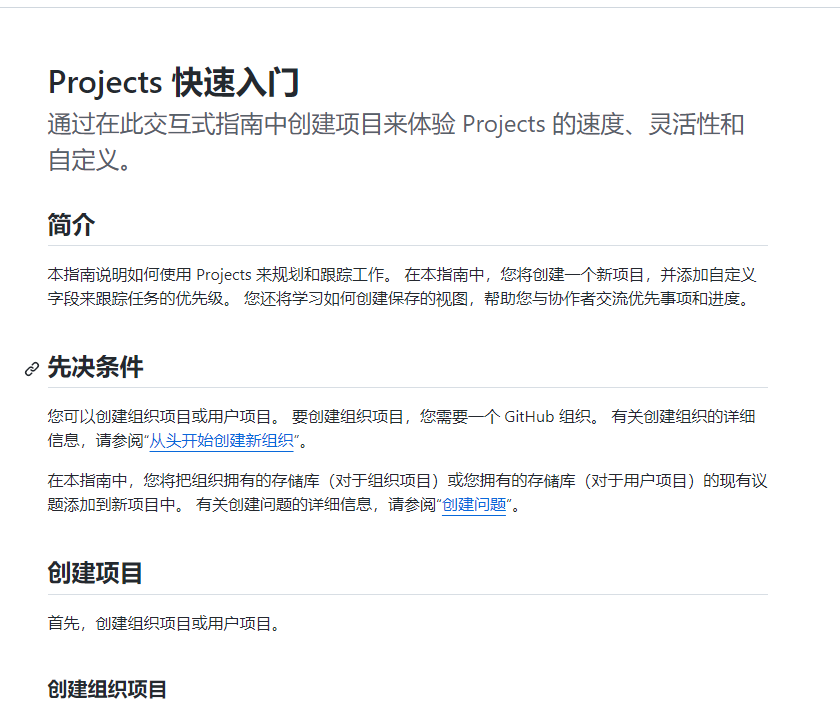 Projects 快速入门
通过在此交互式指南中创建项目来体验 Projects 的速度、灵活性和
自定义。
简介
本指南说明如何使用 Projects 来规划和跟踪工作。 在本指南中，您将创建一个新项目，并添加自定义
字段来跟踪任务的优先级。 您还将学习如何创建保存的视图，帮助您与协作者交流优先事项和进度。
先决条件
您可以创建组织项目或用户项目。 要创建组织项目，您需要一个 GitHub 组织。 有关创建组织的详细
信息，请参阅“从头开始创建新组织”。
在本指南中，您将把组织拥有的存储库（对于组织项目）或您拥有的存储库（对于用户项目）的现有议
题添加到新项目中。 有关创建问题的详细信息，请参阅“创建问题”。
创建项目
首先，创建组织项目或用户项目。
创建组织项目